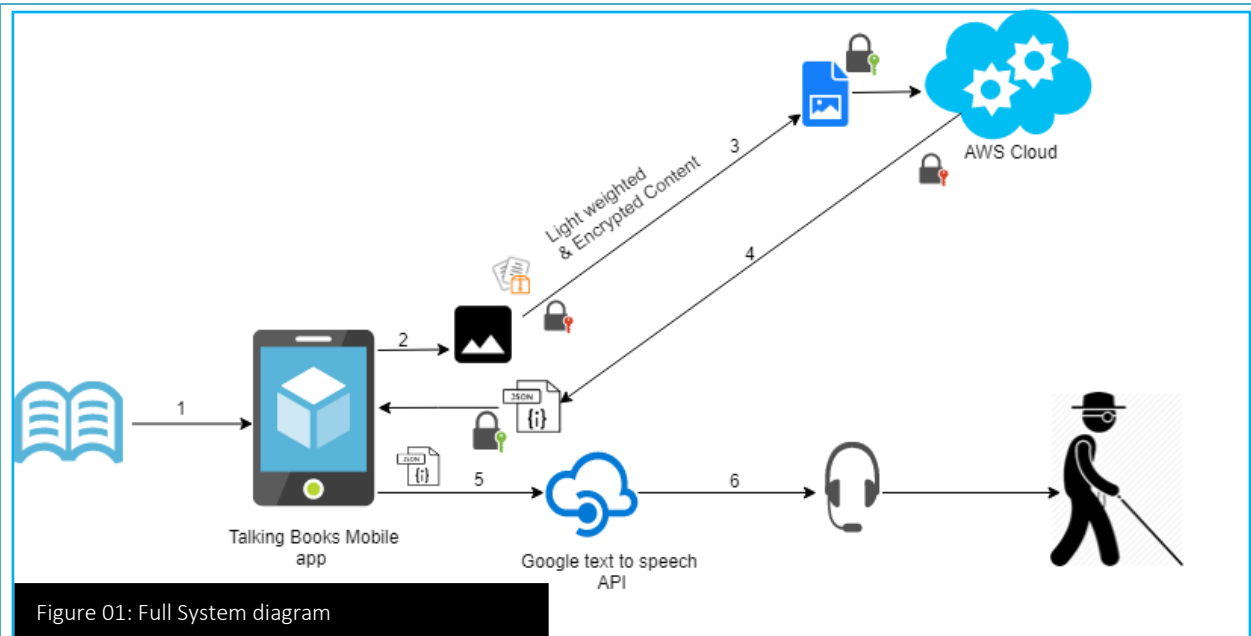 AWS Cloud
3
Light weighted
& Encrypted Content
4
2
JSON
{i}
1
JSON
{i}
5
6
Talking Books Mobile
app
Google text to speech
API
Figure 01: Full System diagram